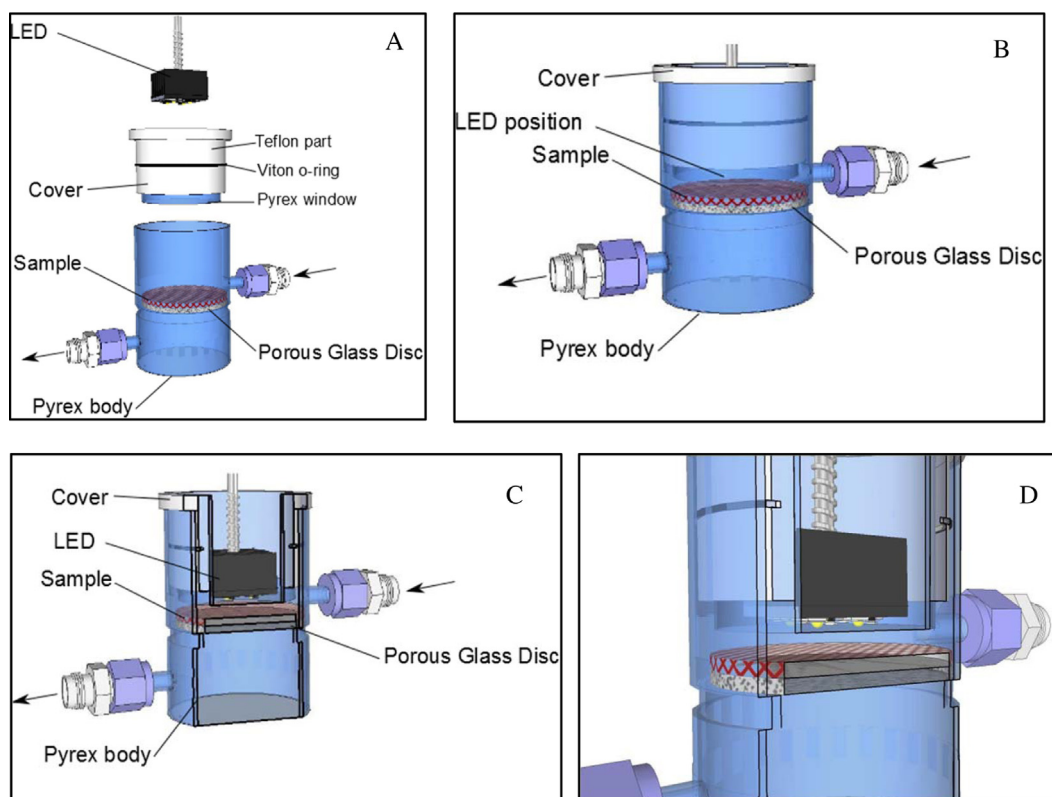 A
LED
Teflon part
Viton o-ring
Cover
Pyrex window
Sample
Porous Glass Disc
Pyrex body
B
Cover
LED position
Sample
Porous Glass Disc
Pyrex body
C
Cover
LED
Sample
Porous Glass Disc
Pyrex body
D